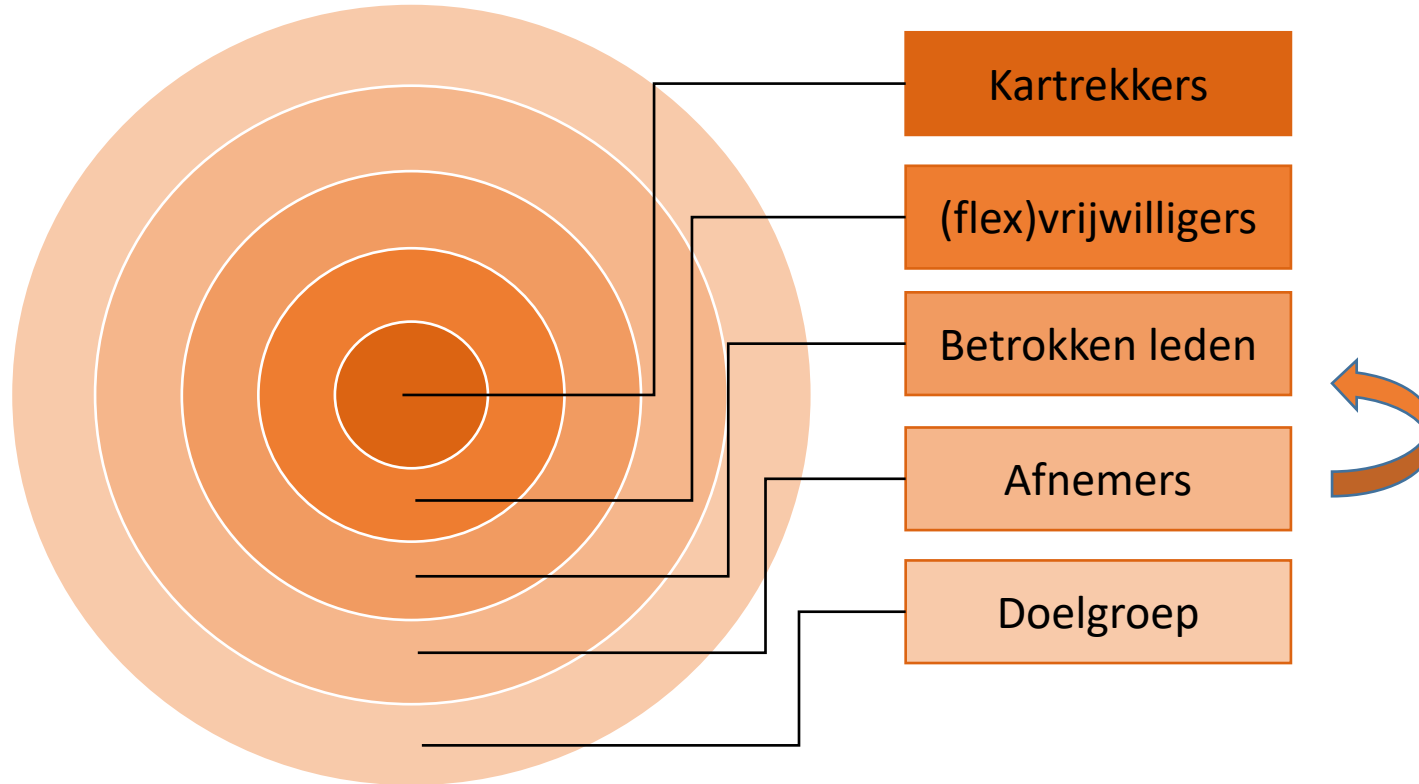 Kartrekkers
(flex)vrijwilligers
Betrokken leden
Afnemers
Doelgroep